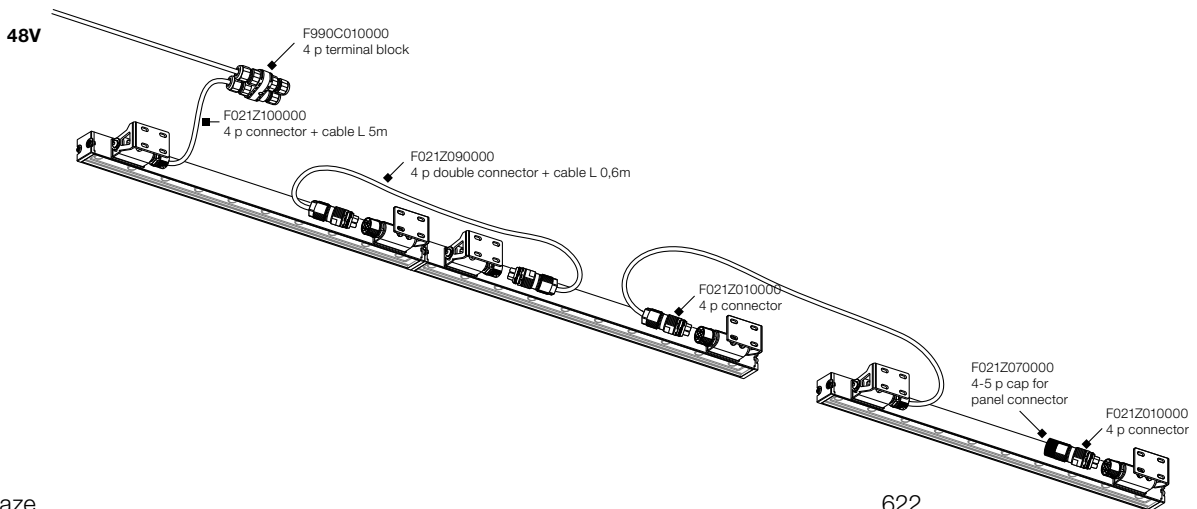 48V
F990C010000
4 p terminal block
F021Z100000
4 p connector + cable L 5m
F021Z090000
4 p double connector + cable L 0,6m
F021Z010000
4 p connector
F021Z070000
4-5 p cap for
panel connector
F021Z010000
4 p connector
aze
622